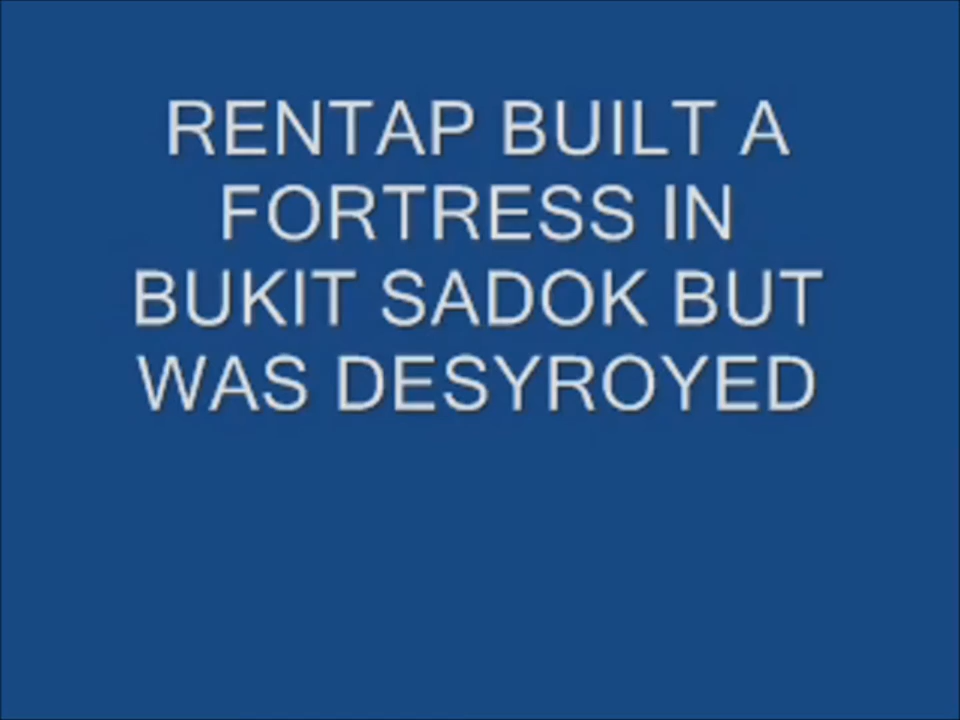 RENTAP BUILT A
FORTRESS IN
BUKIT SADOK BUT
WAS DESYROYED